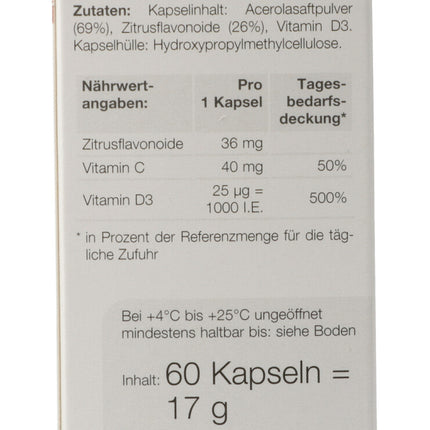 Zutaten: Kapselinhalt: Acerolasaftpulver
(69%), Zitrusflavonoide (26%), Vitamin D3.
Kapselhülle: Hydroxypropylmethylcellulose.
Nährwert- Pro Tages-
angaben: 1 Kapsel bedarfs-
deckung*
Zitrusflavonoide 36 mg
Vitamin C 40 mg 50%
Vitamin D3 25 µg = 500%
1000 I.E.
* in Prozent der Referenzmenge für die täg-
liche Zufuhr
Bei +4°C bis +25°C ungeöffnet
mindestens haltbar bis: siehe Boden
Inhalt: 60 Kapseln =
17 g